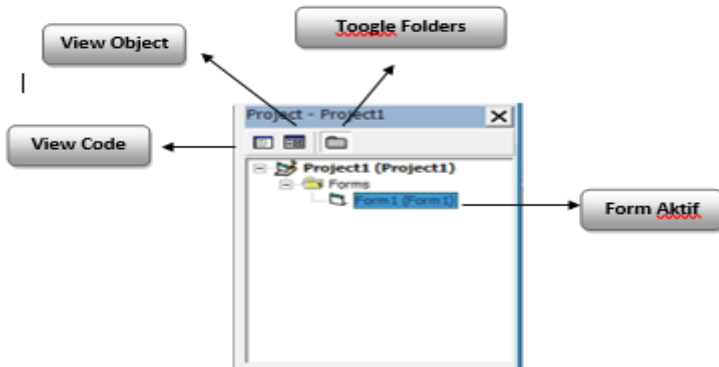 Toogle Folders
View Object
Project - Project1
View Code
Project1 (Project1)
Forms
Form1 (Form1)
Form Aktif